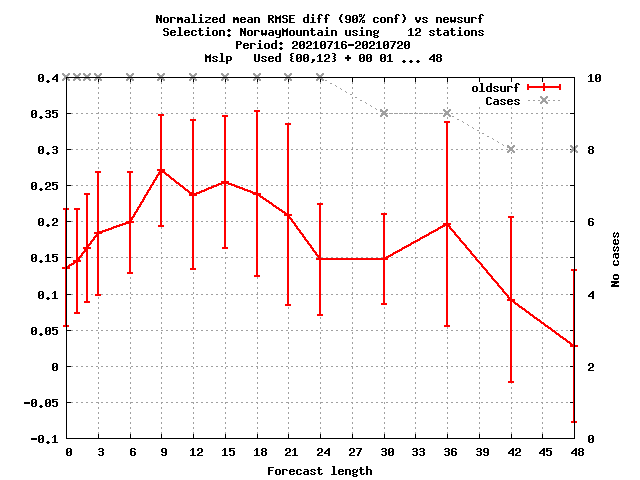 Normalized mean RMSE diff (90% conf) vs newsurf
Selection: NorwayMountain using    12 stations
Period: 20210716-20210720
Mslp   Used {00,12} + 00 01 ... 48
oldsurf
Cases
0.4
0.35
0.3
0.25
0.2
0.15
0.1
0.05
0
-0.05
-0.1
10
8
6
4
2
0
No cases
0 3 6 9 12 15 18 21 24 27 30 33 36 39 42 45 48
Forecast length